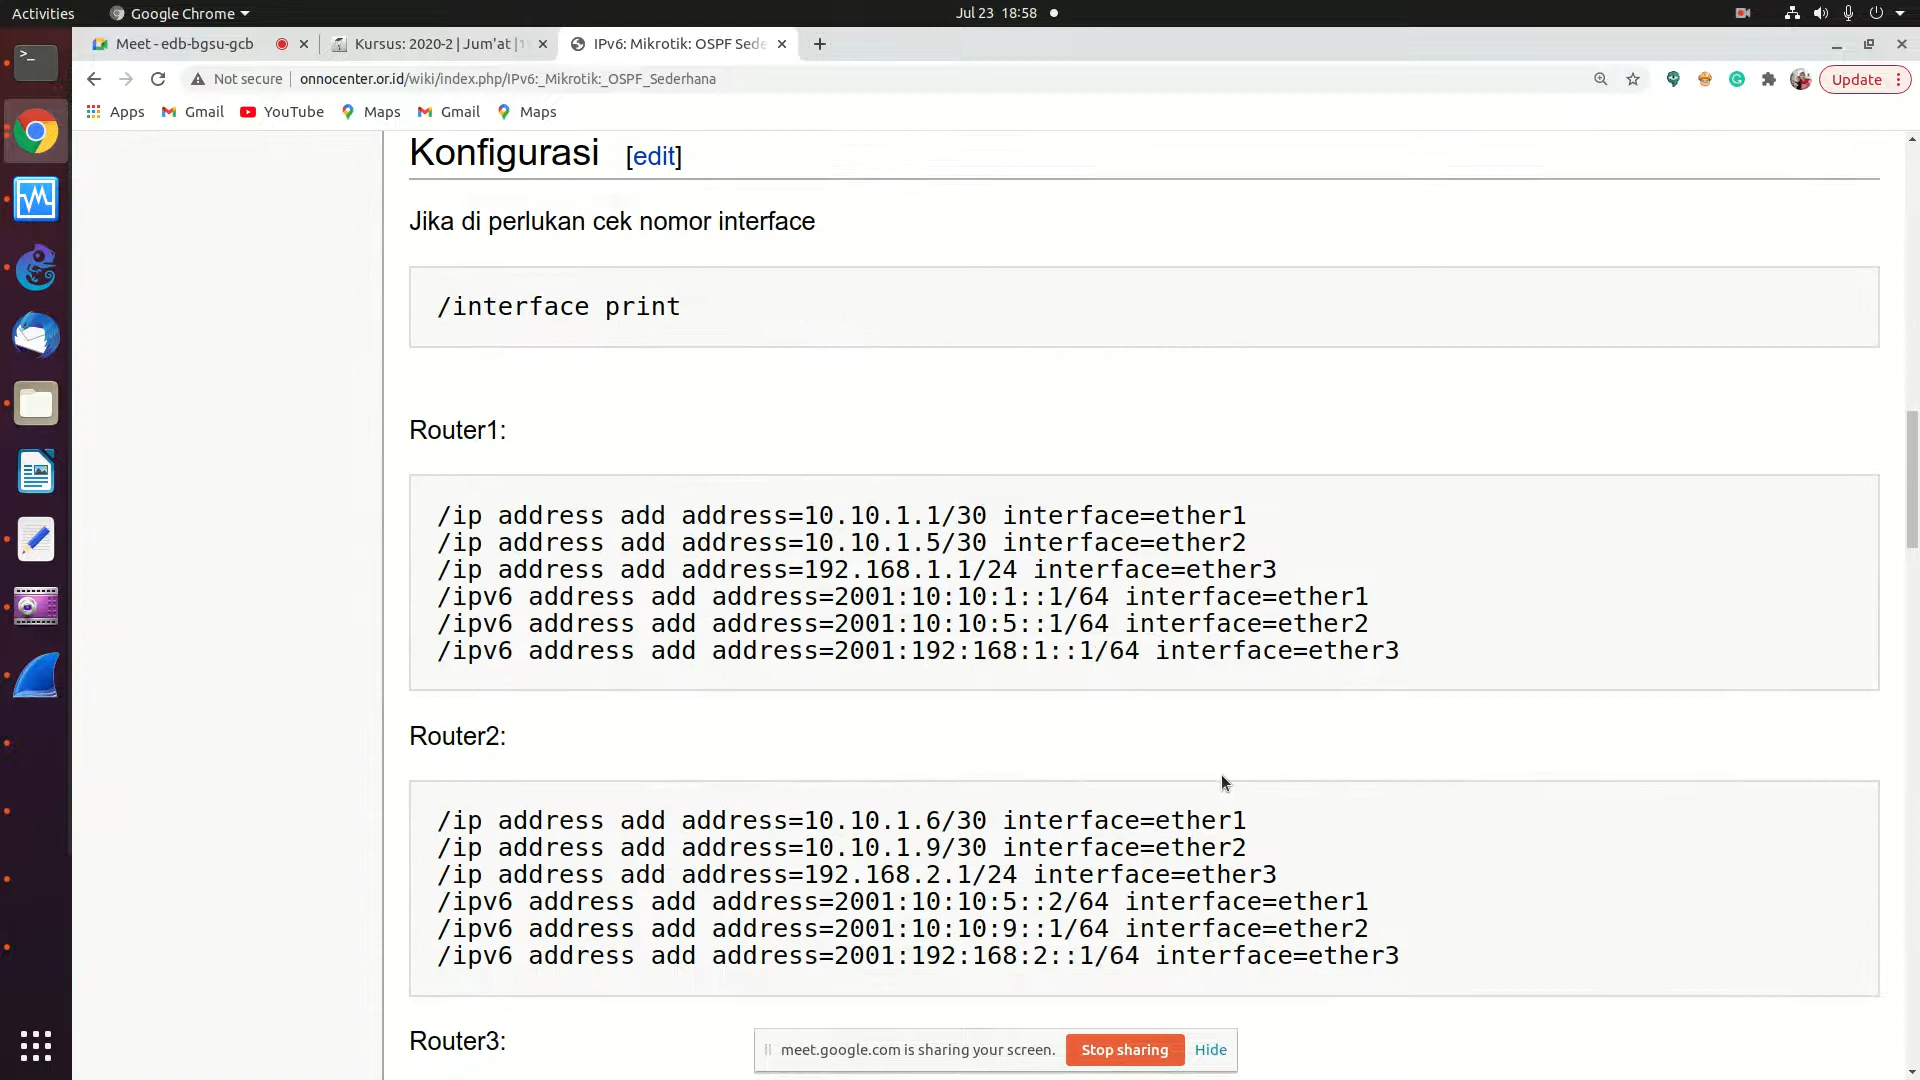 Activities
Google Chrome
Jul 23 18:58
Meet - edb-bgsu-gcb
Kursus: 2020-2 | Jum'at |
IPv6: Mikrotik: OSPF Sede
Not secure
onnocenter.or.id/wiki/index.php/IPv6:_Mikrotik:_OSPF_Sederhana
Update
Apps
Gmail
YouTube
Maps
Gmail
Maps
Konfigurasi [edit]
Jika di perlukan cek nomor interface
/interface print
Router1:
/ip address add address=10.10.1.1/30 interface=ether1
/ip address add address=10.10.1.5/30 interface=ether2
/ip address add address=192.168.1.1/24 interface=ether3
/ipv6 address add address=2001:10:10:1::1/64 interface=ether1
/ipv6 address add address=2001:10:10:5::1/64 interface=ether2
/ipv6 address add address=2001:192:168:1::1/64 interface=ether3
Router2:
/ip address add address=10.10.1.6/30 interface=ether1
/ip address add address=10.10.1.9/30 interface=ether2
/ip address add address=192.168.2.1/24 interface=ether3
/ipv6 address add address=2001:10:10:5::2/64 interface=ether1
/ipv6 address add address=2001:10:10:9::1/64 interface=ether2
/ipv6 address add address=2001:192:168:2::1/64 interface=ether3
Router3:
meet.google.com is sharing your screen.
Stop sharing
Hide